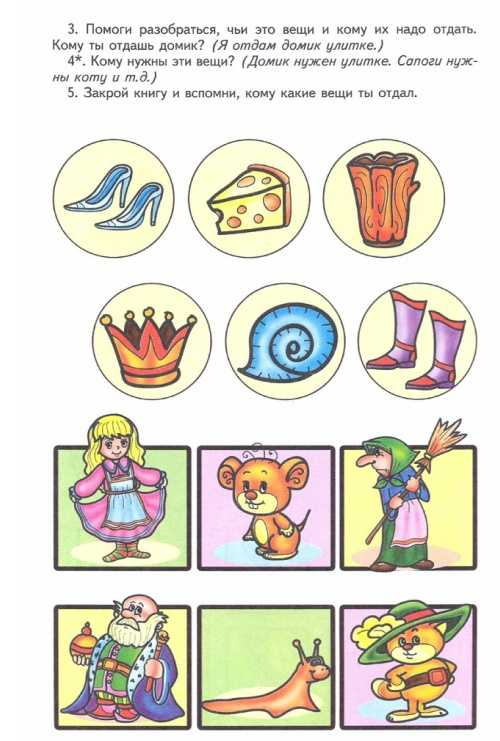 3. Помоги разобраться, чьи это вещи и кому их надо отдать.
Кому ты отдашь домик? (Я отдам домик улитке.)
4*. Кому нужны эти вещи? (Домик нужен улитке. Сапоги нуж-
ны коту и т.д.)
5. Закрой книгу и вспомни, кому какие вещи ты отдал.